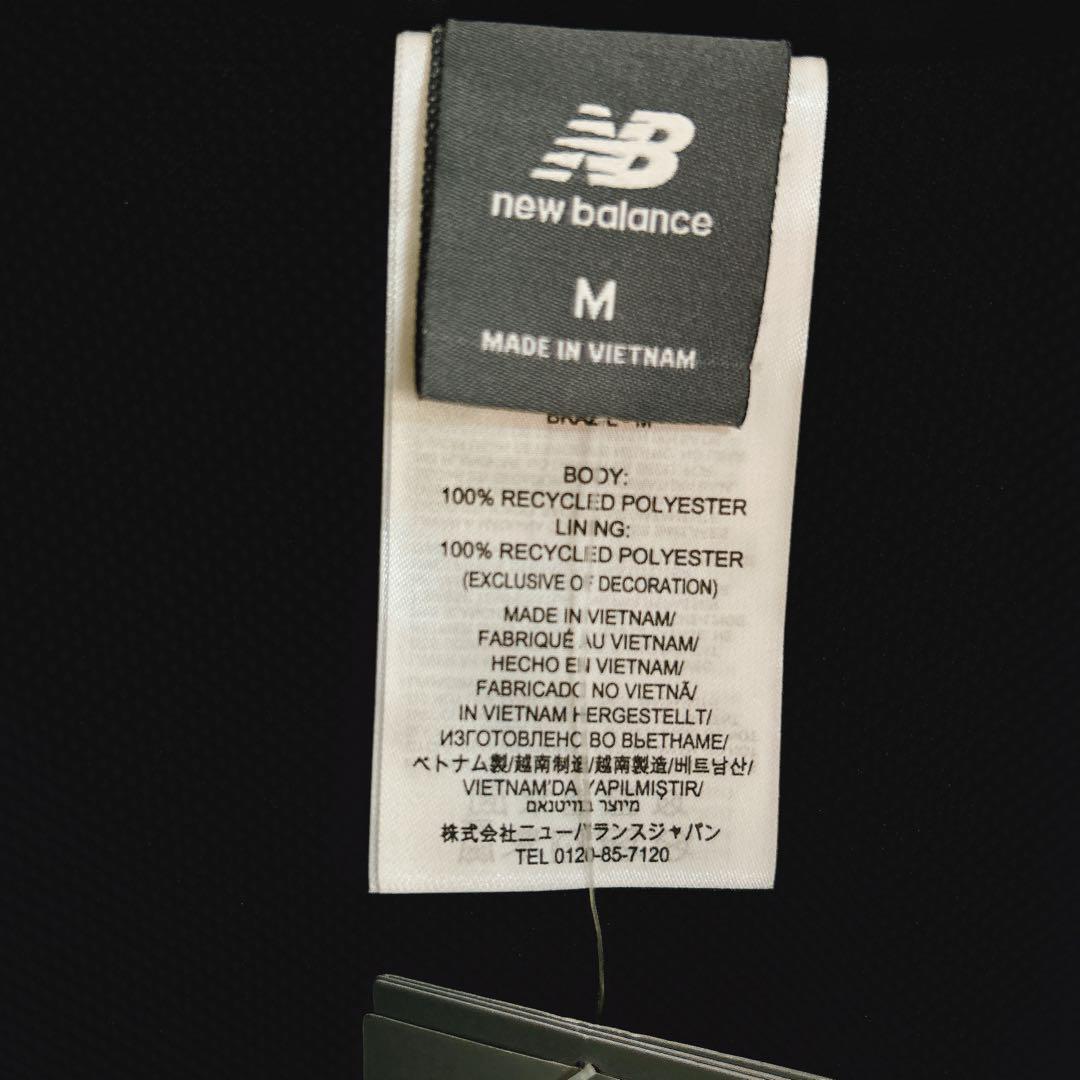 NB
new balance
M
MADE IN VIETNAM
BODY:
100% RECYCLED POLYESTER
LINING:
100% RECYCLED POLYESTER
(EXCLUSIVE OF DECORATION)
MADE IN VIETNAM/
FABRIQUÉ AU VIETNAM/
HECHO EN VIETNAM/
FABRICADO NO VIETNÃ/
IN VIETNAM HERGESTELLT/
ИЗГОТОВЛЕНО ВО ВЬЕТНАМЕ/
ベトナム製/越南制造/越南製造/베트남산/
VIETNAM'DA YAPILMIŞTIR/
מיוצר בוויטנאם
株式会社ニューバランスジャパン
TEL 0120-85-7120